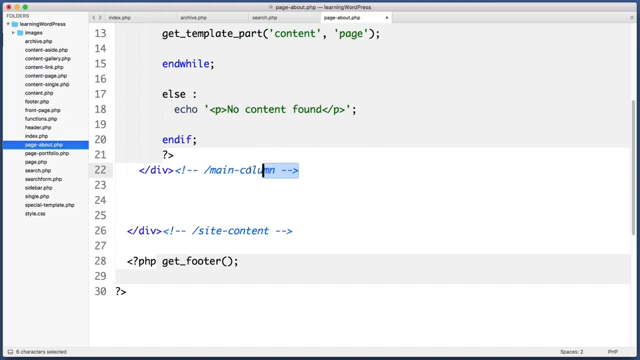 page-about.php — learningWordPress
FOLDERS
learningWordPress
images
archive.php
content-aside.php
content-gallery.php
content-link.php
content-page.php
content-single.php
content.php
footer.php
front-page.php
functions.php
header.php
index.php
page-about.php
page-portfolio.php
page.php
search.php
searchform.php
sidebar.php
single.php
special-template.php
style.css
index.php archive.php search.php page-about.php
13 get_template_part('content', 'page');
14
15 endwhile;
16
17 else :
18 echo '<p>No content found</p>';
19
20 endif;
21 ?>
22 </div><!-- /main-column -->
23
24
25
26 </div><!-- /site-content -->
27
28 <?php get_footer();
29
30 ?>
6 characters selected Spaces: 2 PHP